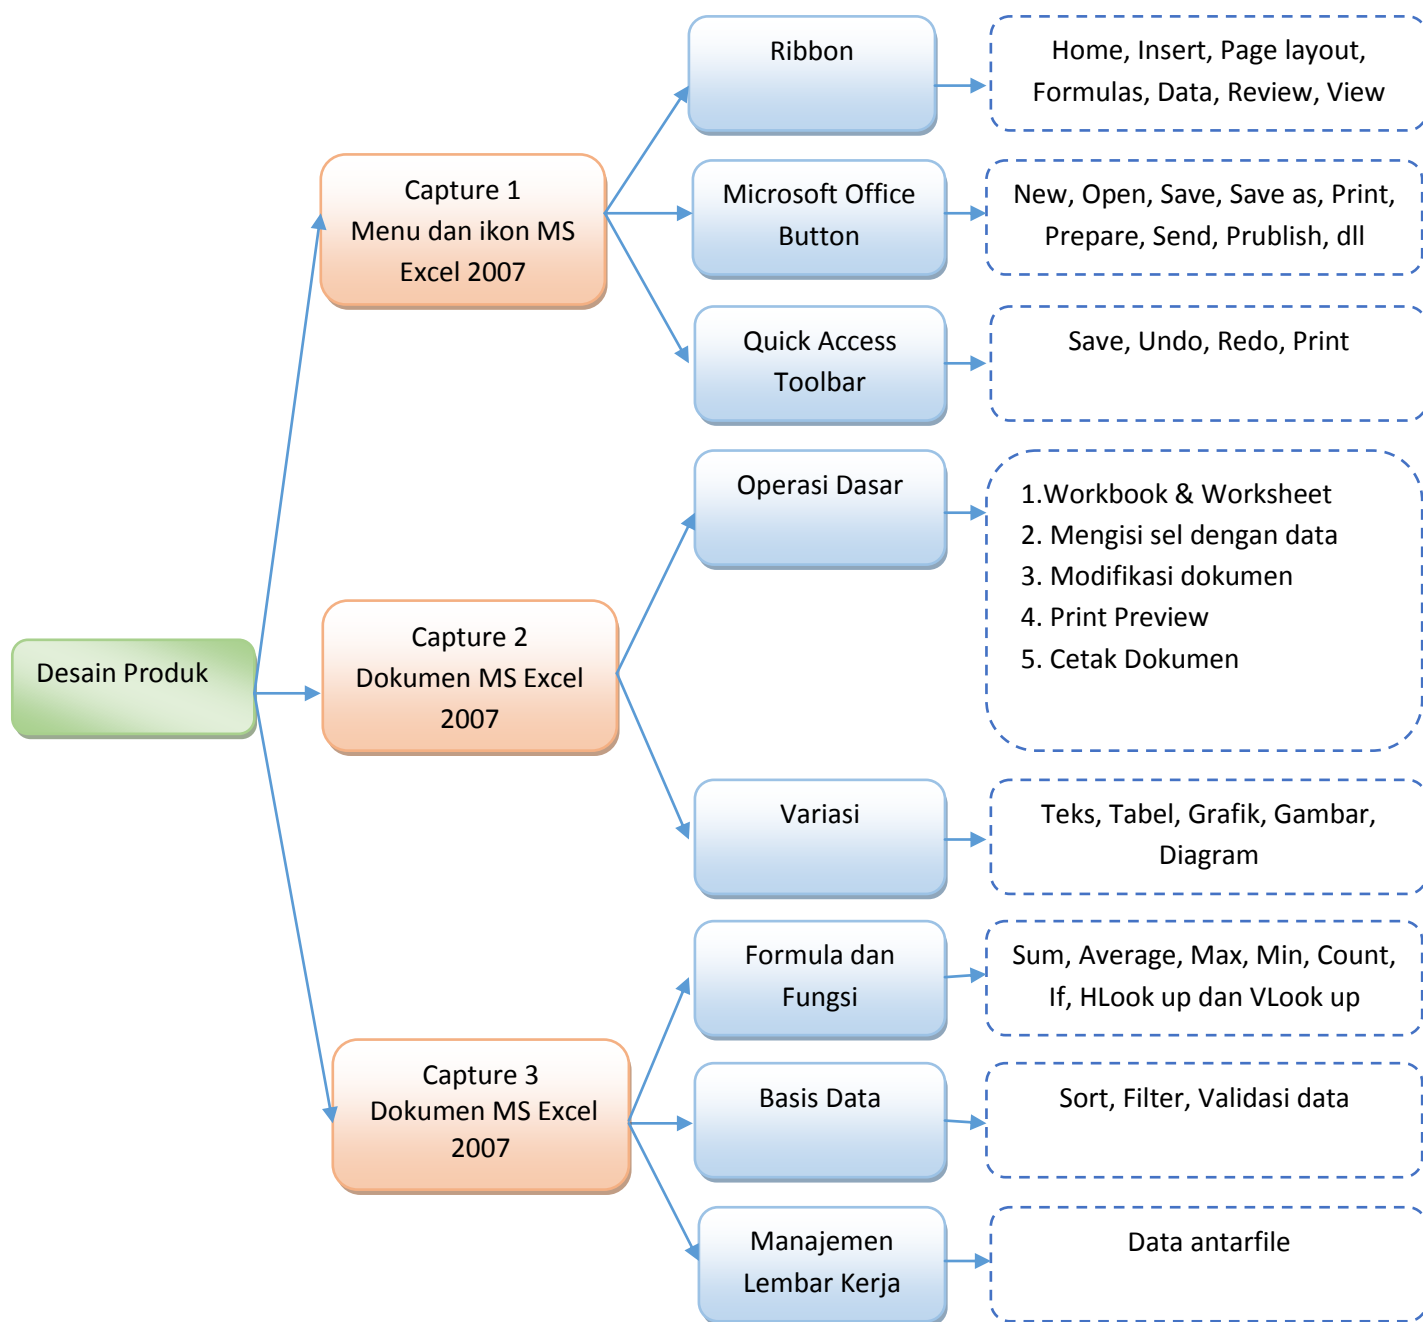 Desain Produk
Capture 1
Menu dan ikon MS
Excel 2007
Ribbon
Home, Insert, Page layout,
Formulas, Data, Review, View
Microsoft Office
Button
New, Open, Save, Save as, Print,
Prepare, Send, Prublish, dll
Quick Access
Toolbar
Save, Undo, Redo, Print
Capture 2
Dokumen MS Excel
2007
Operasi Dasar
1.Workbook & Worksheet
2. Mengisi sel dengan data
3. Modifikasi dokumen
4. Print Preview
5. Cetak Dokumen
Variasi
Teks, Tabel, Grafik, Gambar,
Diagram
Capture 3
Dokumen MS Excel
2007
Formula dan
Fungsi
Sum, Average, Max, Min, Count,
If, HLook up dan VLook up
Basis Data
Sort, Filter, Validasi data
Manajemen
Lembar Kerja
Data antarfile